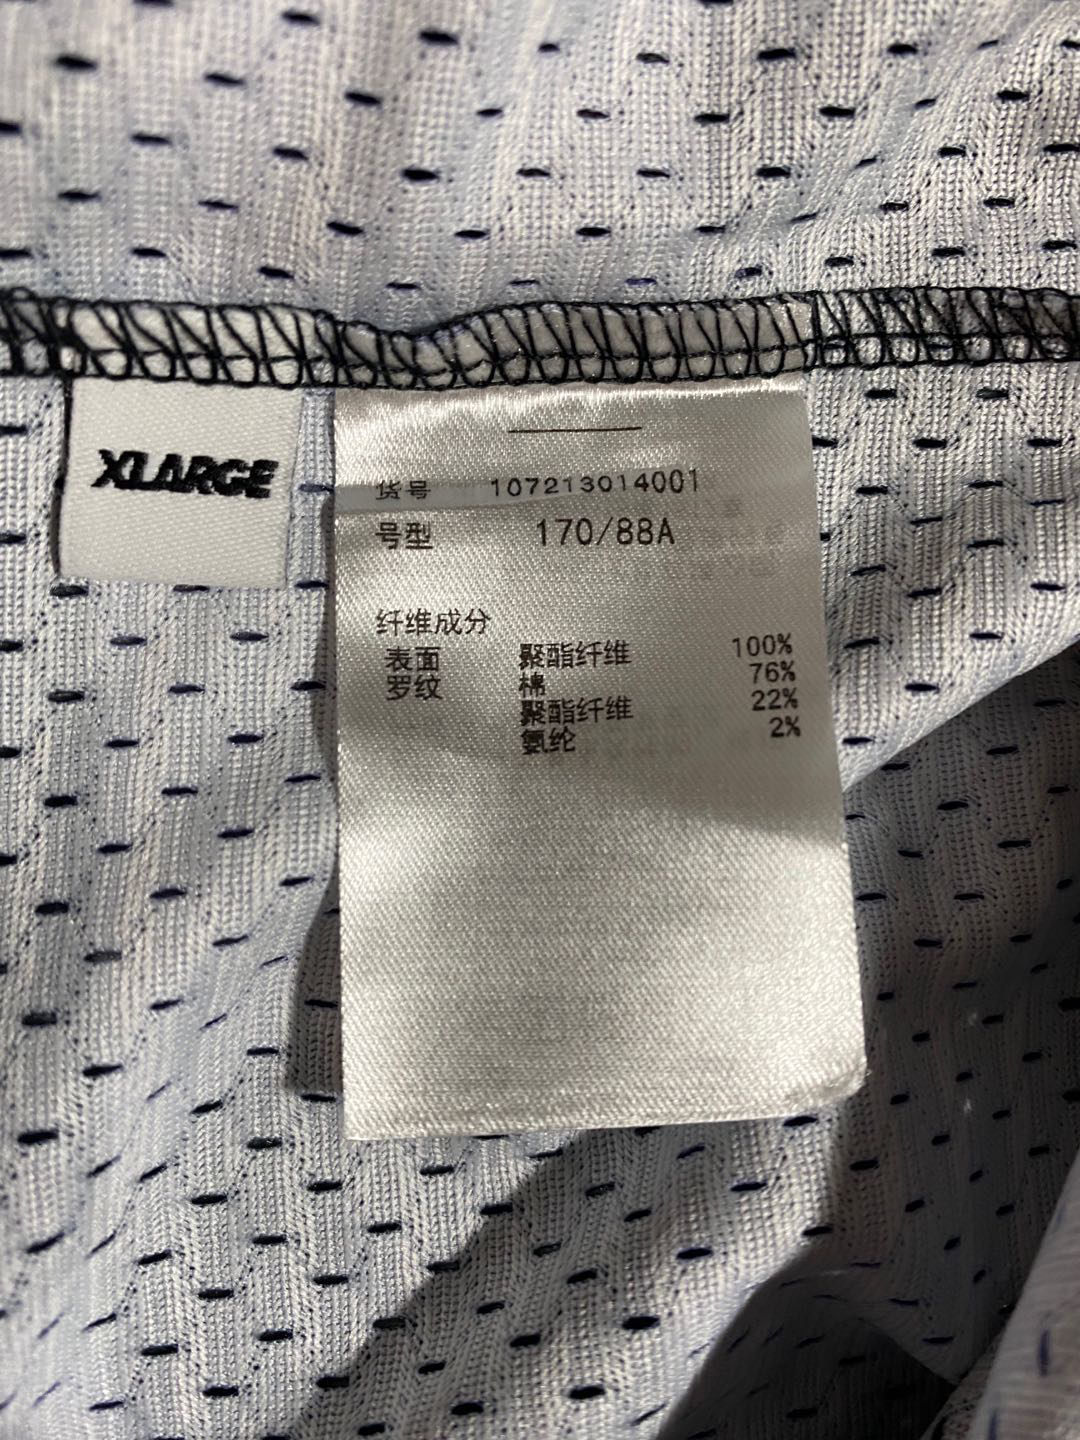 XLARGE
货号 107213014001
号型 170/88A
纤维成分
表面 聚酯纤维 100%
罗纹 棉 76%
聚酯纤维 22%
氨纶 2%